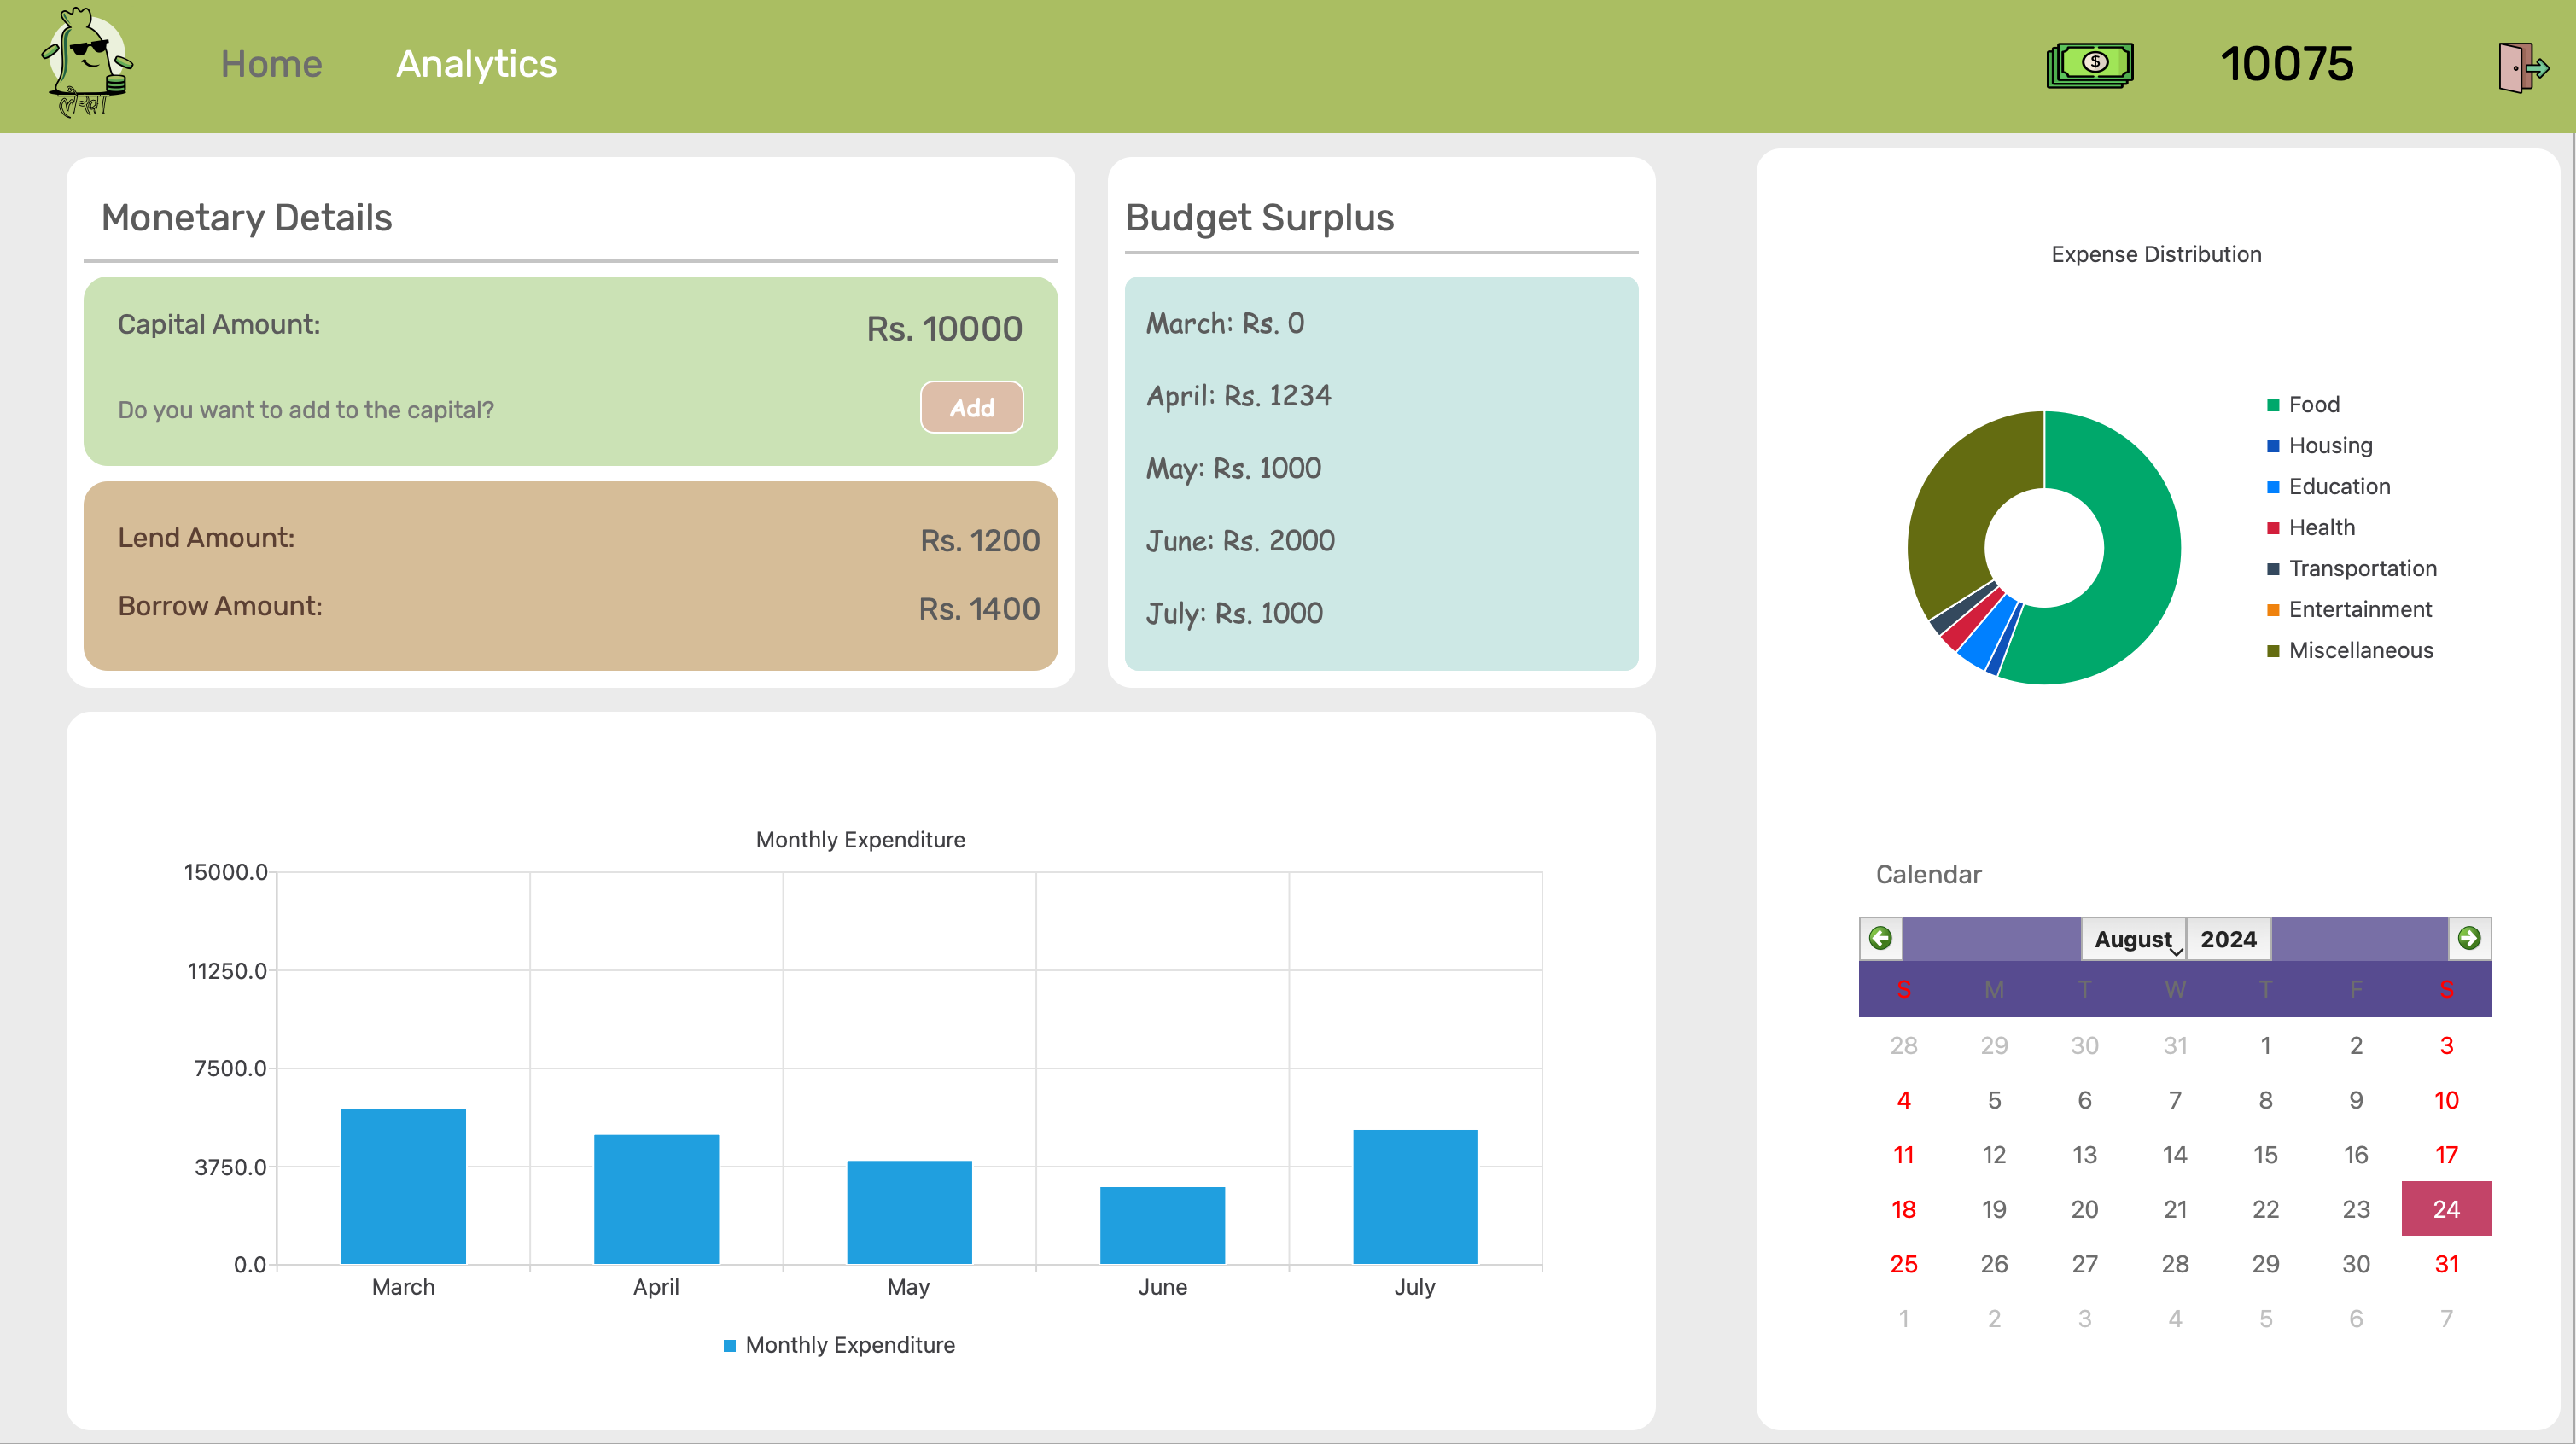 लेखा
Home
Analytics
$
10075
Monetary Details
Capital Amount:
Rs. 10000
Do you want to add to the capital?
Add
Lend Amount:
Rs. 1200
Borrow Amount:
Rs. 1400
Budget Surplus
March: Rs. 0
April: Rs. 1234
May: Rs. 1000
June: Rs. 2000
July: Rs. 1000
Monthly Expenditure
15000.0
11250.0
7500.0
3750.0
0.0
March April May June July
Monthly Expenditure
Expense Distribution
Food
Housing
Education
Health
Transportation
Entertainment
Miscellaneous
Calendar
August 2024
S M T W T F S
28 29 30 31 1 2 3
4 5 6 7 8 9 10
11 12 13 14 15 16 17
18 19 20 21 22 23 24
25 26 27 28 29 30 31
1 2 3 4 5 6 7